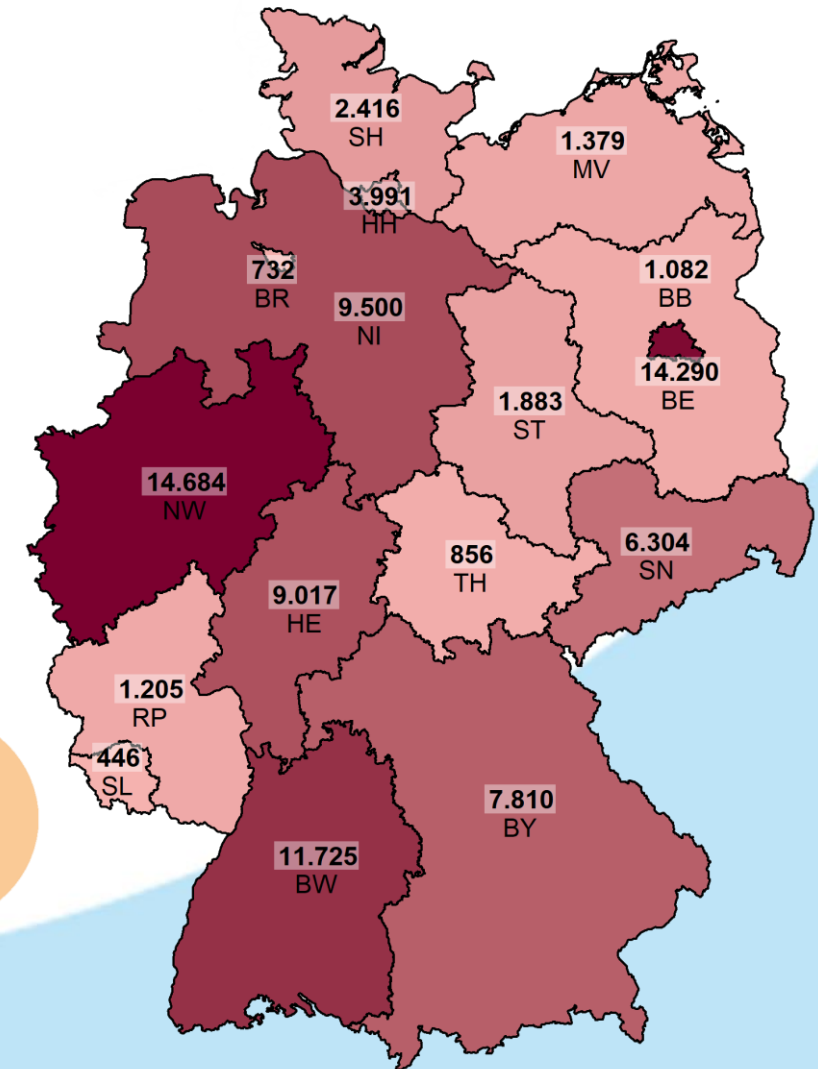 2.416
SH
1.379
MV
3.991
HH
732
BR
9.500
NI
1.082
BB
14.290
BE
1.883
ST
14.684
NW
6.304
SN
856
TH
9.017
HE
1.205
RP
446
SL
7.810
BY
11.725
BW